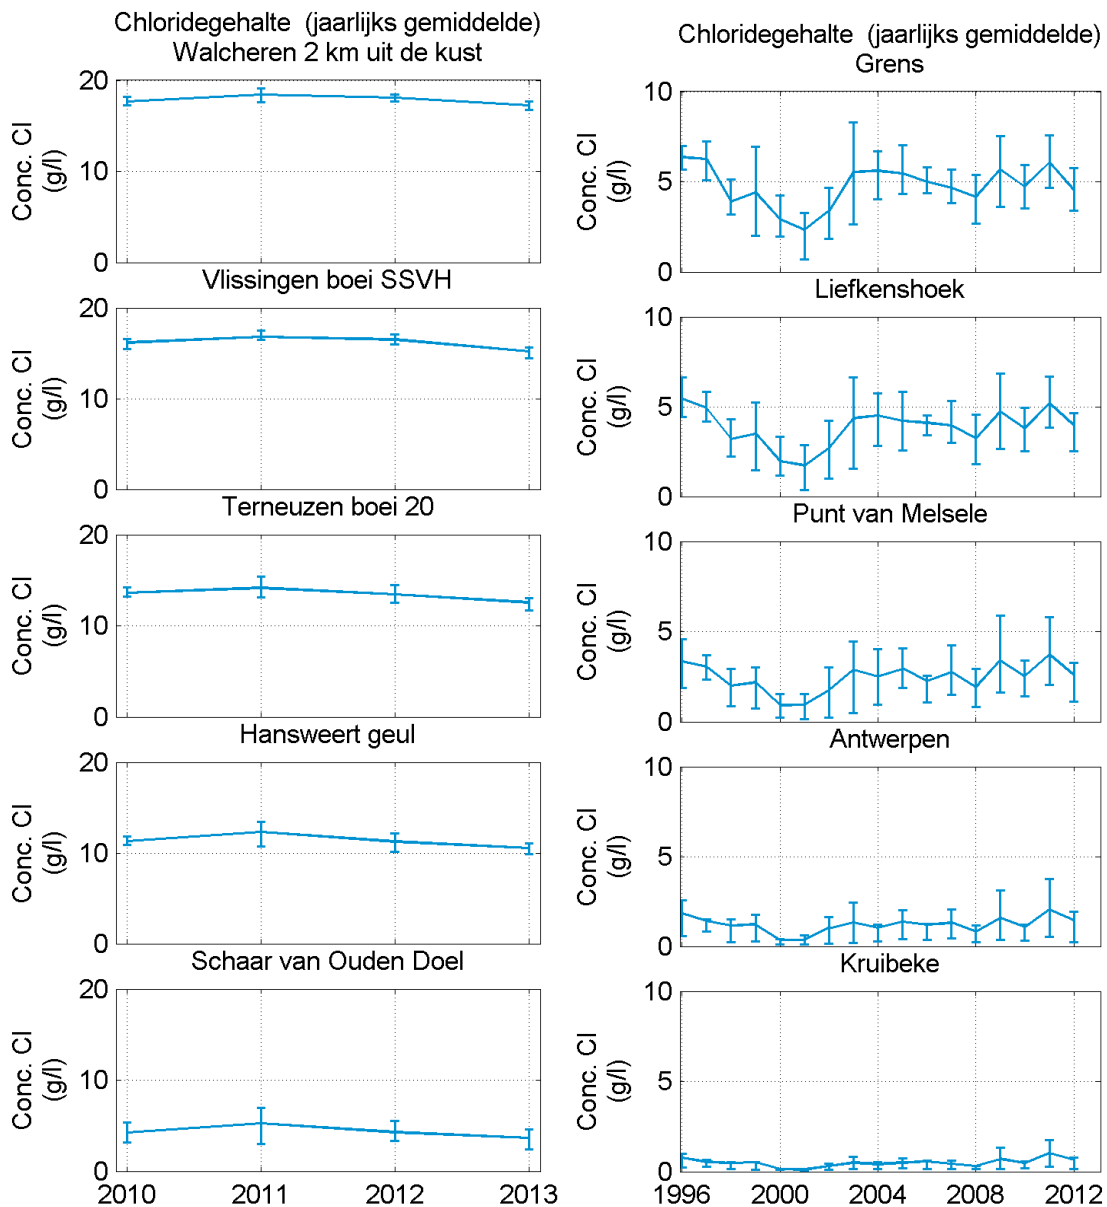 Chloridegehalte (jaarlijks gemiddelde)
Walcheren 2 km uit de kust
20
10
0
Conc. Cl
(g/l)
Vlissingen boei SSVH
20
10
0
Conc. Cl
(g/l)
Terneuzen boei 20
20
10
0
Conc. Cl
(g/l)
Hansweert geul
20
10
0
Conc. Cl
(g/l)
Schaar van Ouden Doel
20
10
0
Conc. Cl
(g/l)
2010 2011 2012 2013
Chloridegehalte (jaarlijks gemiddelde)
Grens
10
5
0
Conc. Cl
(g/l)
Liefkenshoek
10
5
0
Conc. Cl
(g/l)
Punt van Melsele
10
5
0
Conc. Cl
(g/l)
Antwerpen
10
5
0
Conc. Cl
(g/l)
Kruibeke
10
5
0
Conc. Cl
(g/l)
1996 2000 2004 2008 2012